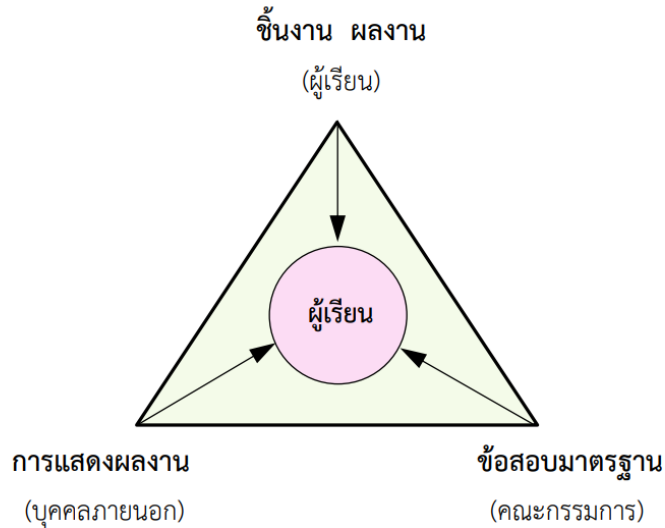 ชิ้นงาน ผลงาน
(ผู้เรียน)
ผู้เรียน
การแสดงผลงาน
(บุคคลภายนอก)
ข้อสอบมาตรฐาน
(คณะกรรมการ)